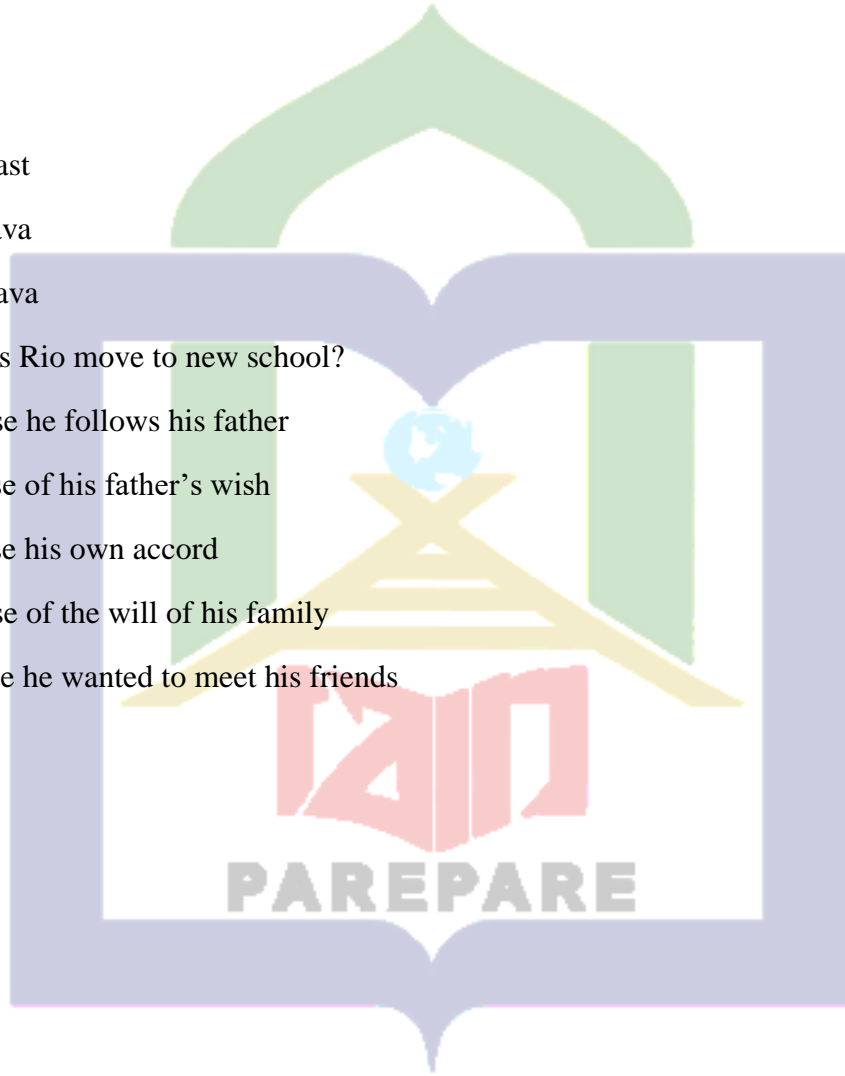 ast
ava
ava
s Rio move to new school?
se he follows his father
se of his father’s wish
se his own accord
se of the will of his family
e he wanted to meet his friends
iain
PAREPARE